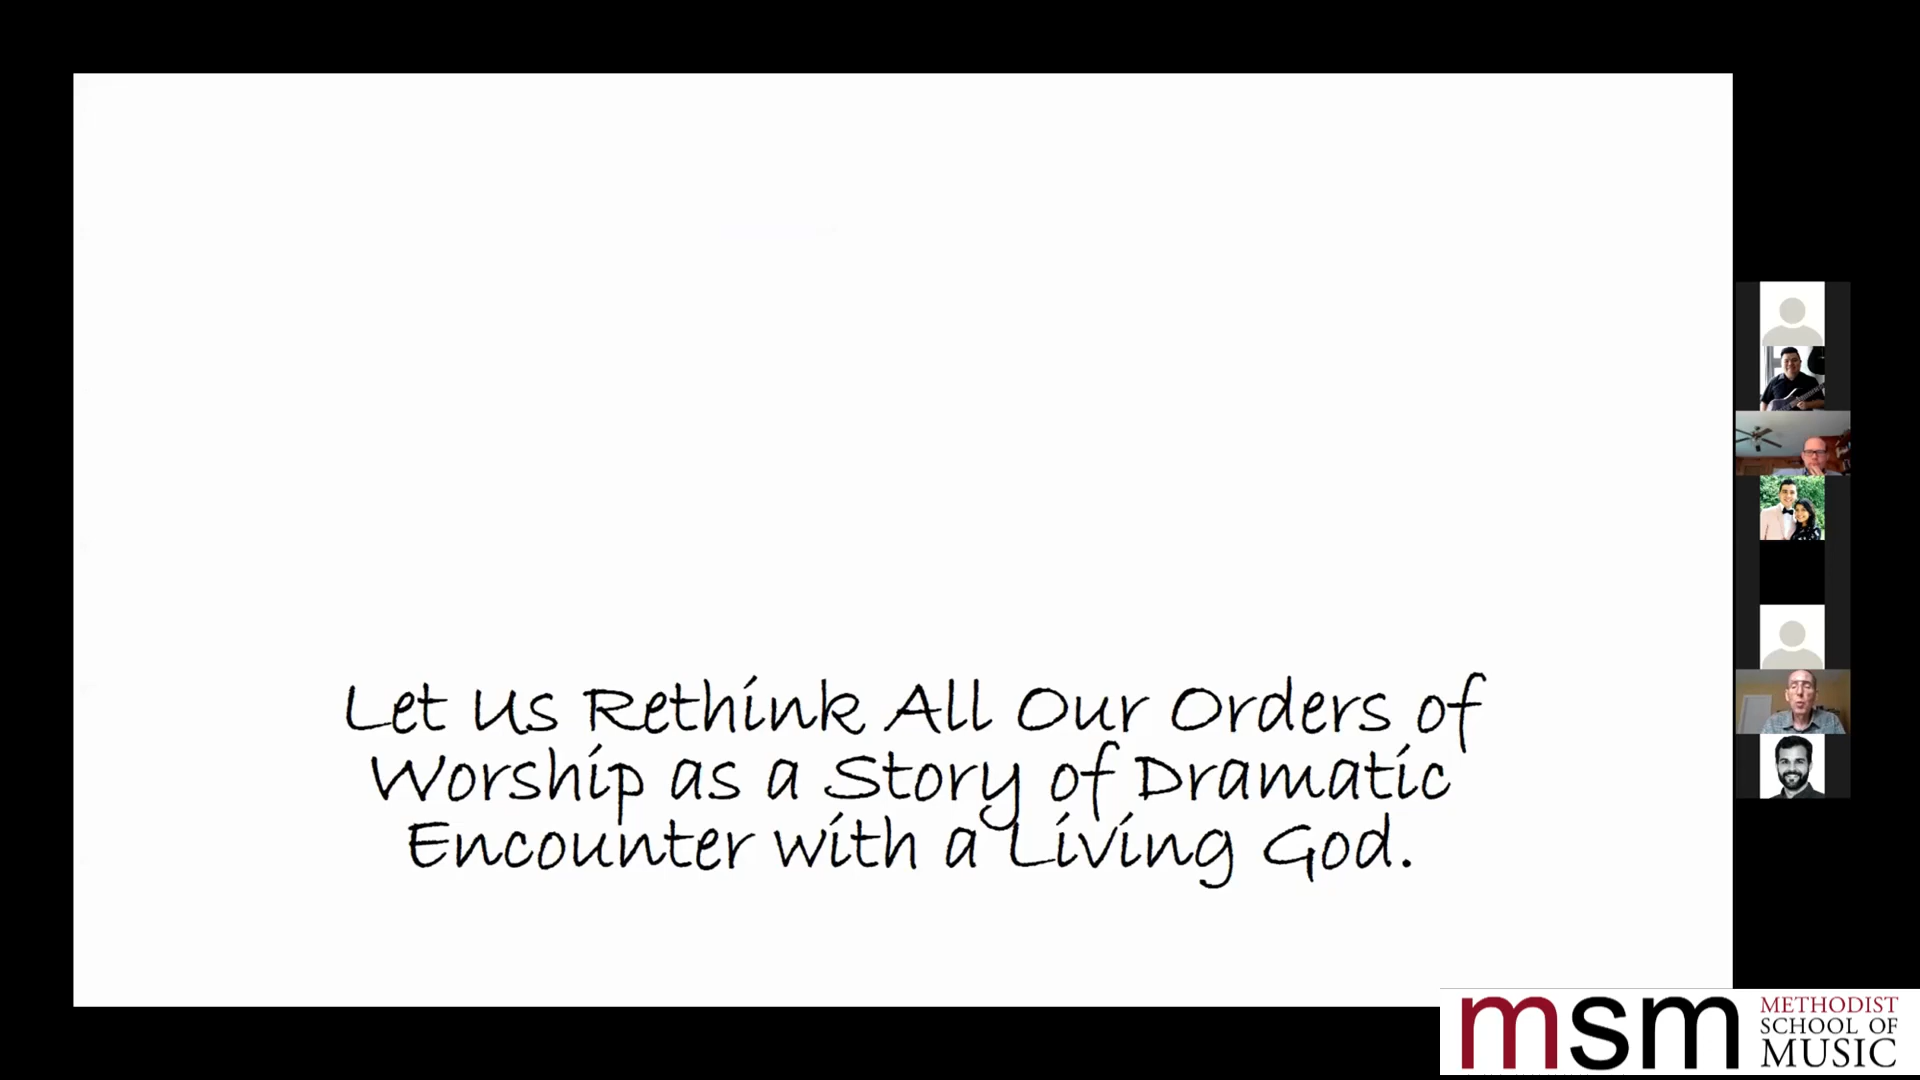 Let Us Rethink All Our Orders of
Worship as a Story of Dramatic
Encounter with a Living God.
msm
METHODIST
SCHOOL OF
MUSIC